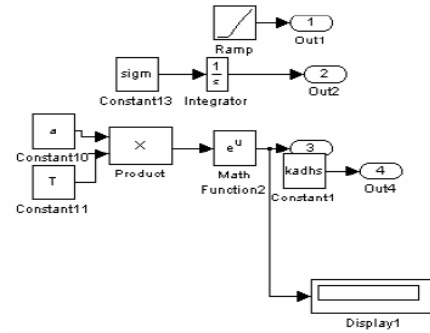 1
Ramp
Out1
sigm
1
s
2
Constant13
Integrator
Out2
a
X
e^u
3
Constant10
Product
Math
Function2
kadhs
4
T
Constant1
Out4
Constant11
Display1